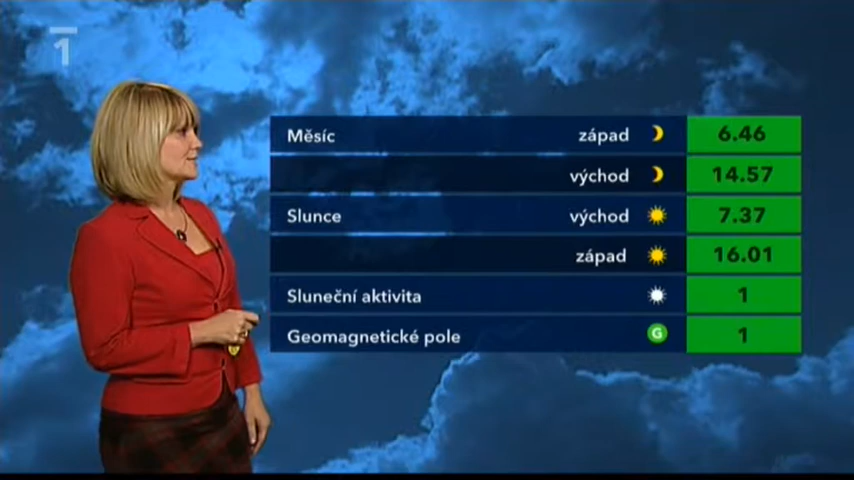 1
Měsíc západ 6.46
východ 14.57
Slunce východ 7.37
západ 16.01
Sluneční aktivita 1
Geomagnetické pole G 1